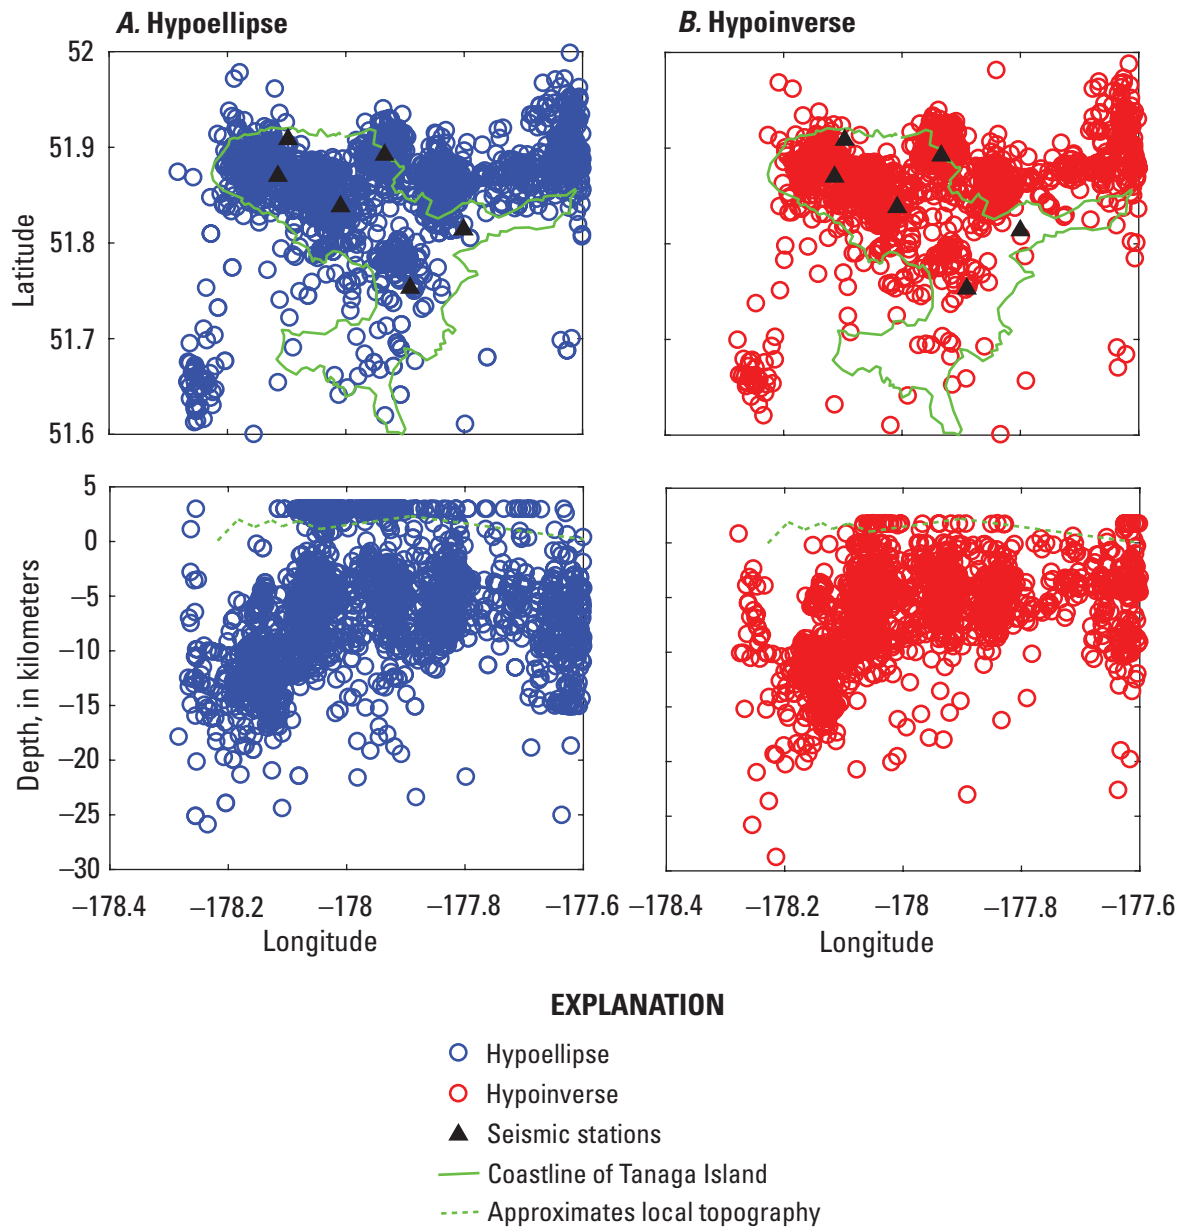 A. Hypoellipse
B. Hypoinverse
52
51.9
51.8
51.7
51.6
Latitude
5
0
–5
–10
–15
–20
–25
–30
Depth, in kilometers
–178.4
–178.2
–178
–177.8
–177.6
–178.4
–178.2
–178
–177.8
–177.6
Longitude
Longitude
EXPLANATION
Hypoellipse
Hypoinverse
Seismic stations
Coastline of Tanaga Island
Approximates local topography